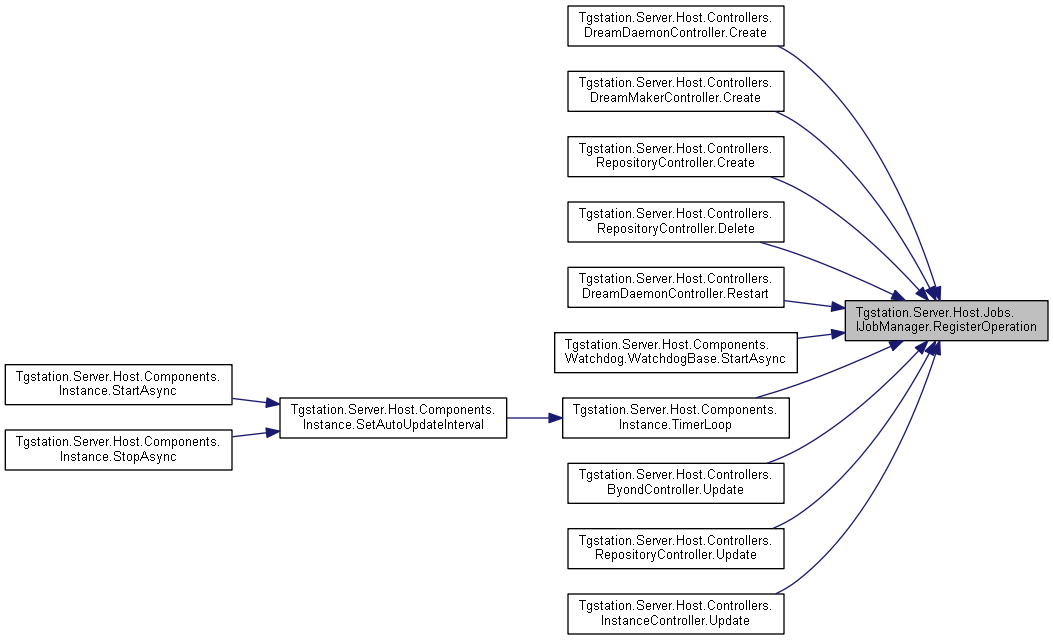 Tgstation.Server.Host.Controllers.
DreamDaemonController.Create
Tgstation.Server.Host.Controllers.
DreamMakerController.Create
Tgstation.Server.Host.Controllers.
RepositoryController.Create
Tgstation.Server.Host.Controllers.
RepositoryController.Delete
Tgstation.Server.Host.Controllers.
DreamDaemonController.Restart
Tgstation.Server.Host.Jobs.
IJobManager.RegisterOperation
Tgstation.Server.Host.Components.
Watchdog.WatchdogBase.StartAsync
Tgstation.Server.Host.Components.
Instance.StartAsync
Tgstation.Server.Host.Components.
Instance.SetAutoUpdateInterval
Tgstation.Server.Host.Components.
Instance.TimerLoop
Tgstation.Server.Host.Components.
Instance.StopAsync
Tgstation.Server.Host.Controllers.
ByondController.Update
Tgstation.Server.Host.Controllers.
RepositoryController.Update
Tgstation.Server.Host.Controllers.
InstanceController.Update